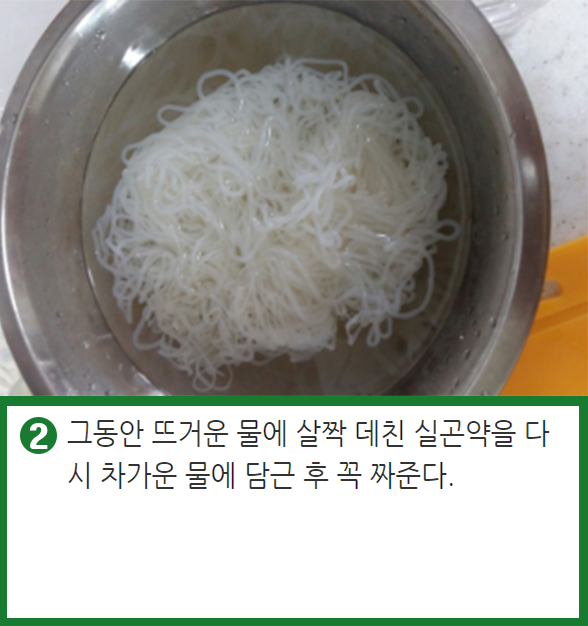 2 그동안 뜨거운 물에 살짝 데친 실곤약을 다
시 차가운 물에 담근 후 꼭 짜준다.